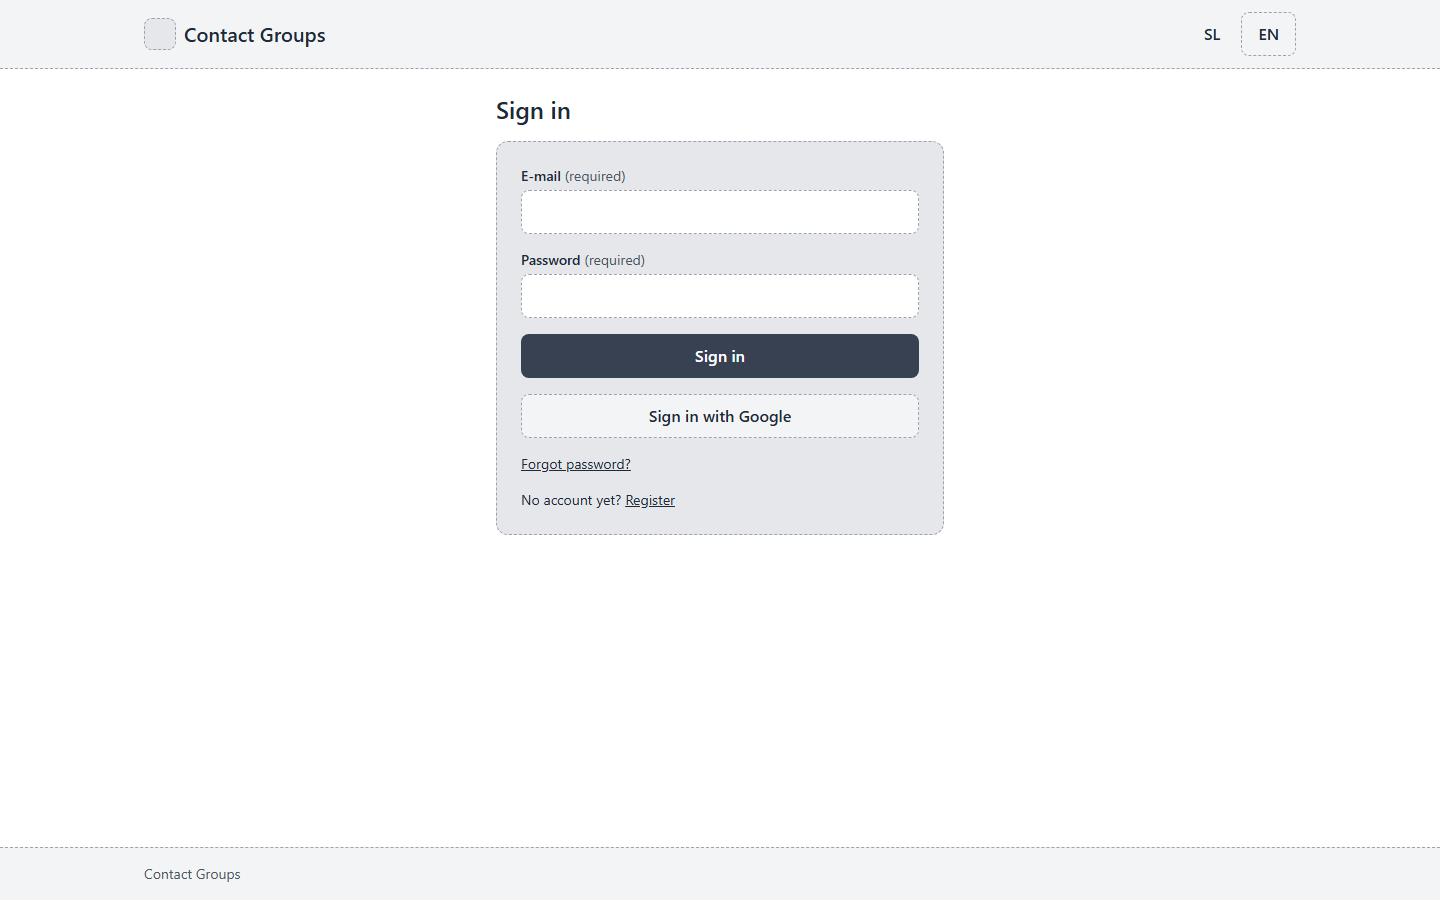 Contact Groups
SL
EN
Sign in
E-mail (required)
Password (required)
Sign in
Sign in with Google
Forgot password?
No account yet? Register
Contact Groups